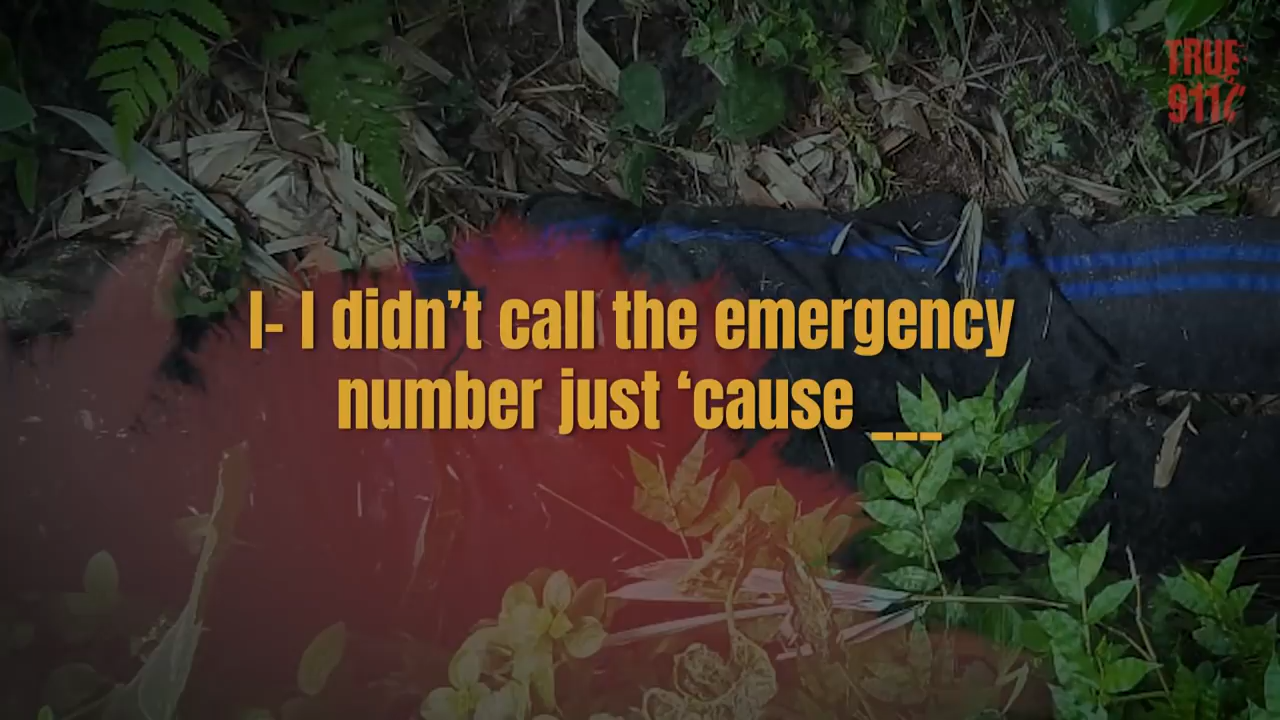 I- I didn’t call the emergency
number just ‘cause ___
TRUE
911